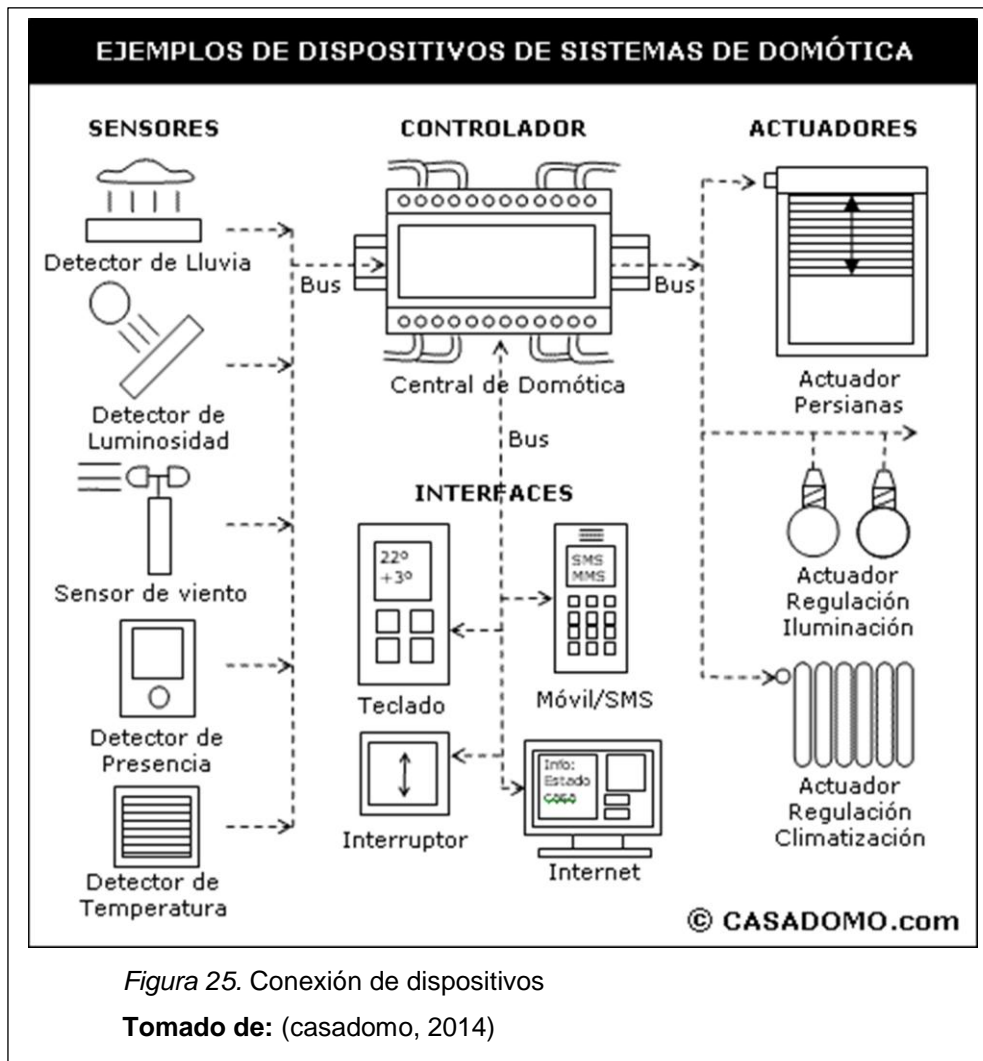 EJEMPLOS DE DISPOSITIVOS DE SISTEMAS DE DOMÓTICA
SENSORES
Detector de Lluvia
Detector de
Luminosidad
Sensor de viento
Detector de
Presencia
Detector de
Temperatura
CONTROLADOR
Bus
Bus
Central de Domótica
Bus
INTERFACES
22º
+3º
Teclado
SMS
MMS
Móvil/SMS
Interruptor
Info:
Estado
Internet
ACTUADORES
Actuador
Persianas
Actuador
Regulación
Iluminación
Actuador
Regulación
Climatización
© CASADOMO.com
Figura 25. Conexión de dispositivos
Tomado de: (casadomo, 2014)